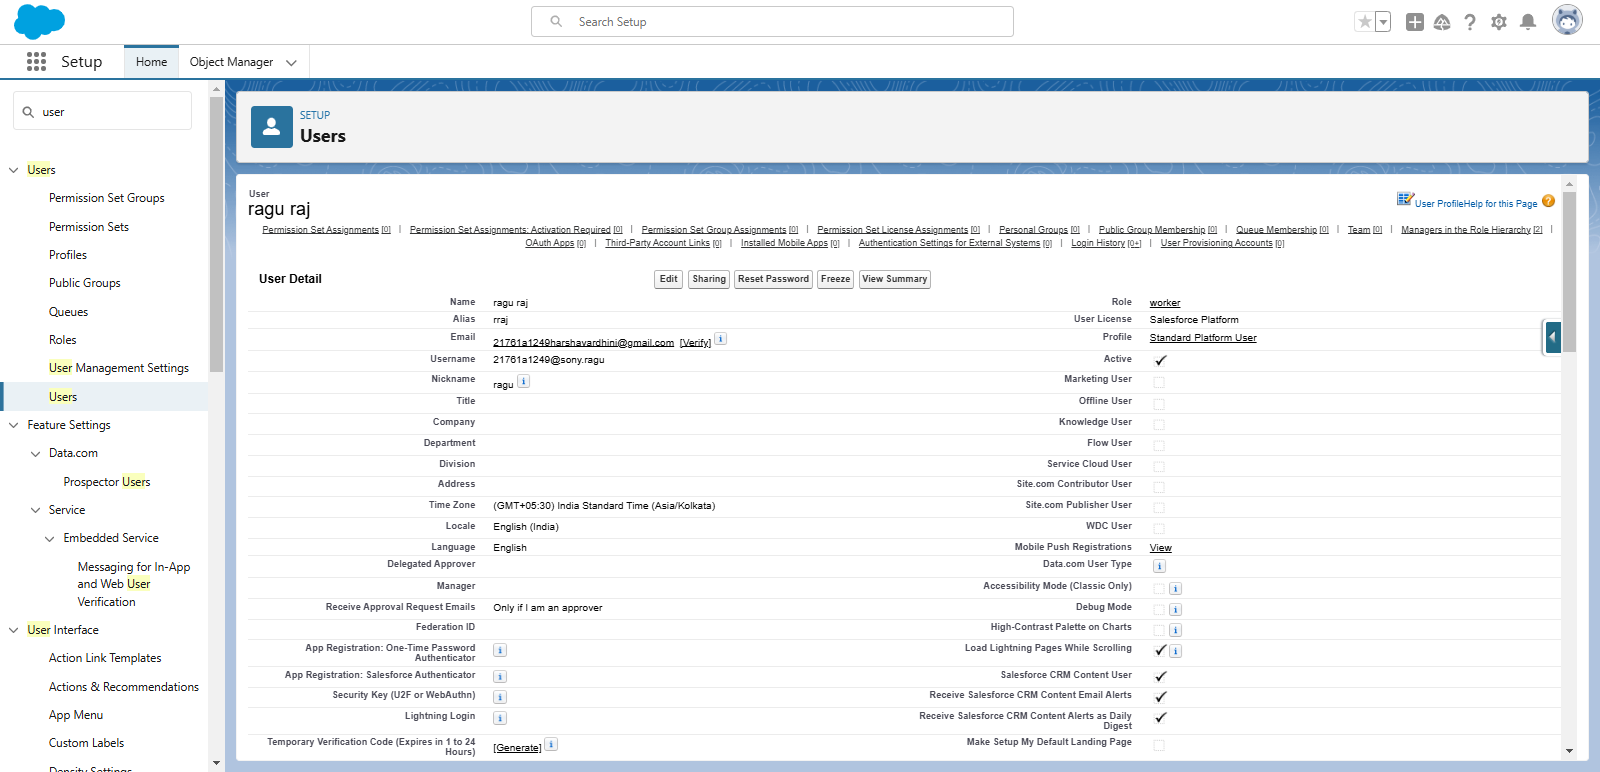 Search Setup
Setup
Home
Object Manager
user
Users
Permission Set Groups
Permission Sets
Profiles
Public Groups
Queues
Roles
User Management Settings
Users
Feature Settings
Data.com
Prospector Users
Service
Embedded Service
Messaging for In-App
and Web User
Verification
User Interface
Action Link Templates
Actions & Recommendations
App Menu
Custom Labels
Density Settings
SETUP
Users
User
ragu raj
User Profile Help for this Page
Permission Set Assignments [0] | Permission Set Assignments: Activation Required [0] | Permission Set Group Assignments [0] | Permission Set License Assignments [0] | Personal Groups [0] | Public Group Membership [0] | Queue Membership [0] | Team [0] | Managers in the Role Hierarchy [2] |
OAuth Apps [0] | Third-Party Account Links [0] | Installed Mobile Apps [0] | Authentication Settings for External Systems [0] | Login History [0+] | User Provisioning Accounts [0]
User Detail
Edit Sharing Reset Password Freeze View Summary
Name ragu raj Role worker
Alias rraj User License Salesforce Platform
Email 21761a1249harshavardhini@gmail.com [Verify] i Profile Standard Platform User
Username 21761a1249@sony.ragu Active
Nickname ragu i Marketing User
Title Offline User
Company Knowledge User
Department Flow User
Division Service Cloud User
Address Site.com Contributor User
Time Zone (GMT+05:30) India Standard Time (Asia/Kolkata) Site.com Publisher User
Locale English (India) WDC User
Language English Mobile Push Registrations View
Delegated Approver Data.com User Type i
Manager Accessibility Mode (Classic Only) i
Receive Approval Request Emails Only if I am an approver Debug Mode i
Federation ID High-Contrast Palette on Charts i
App Registration: One-Time Password
Authenticator i Load Lightning Pages While Scrolling i
App Registration: Salesforce Authenticator i Salesforce CRM Content User
Security Key (U2F or WebAuthn) i Receive Salesforce CRM Content Email Alerts
Lightning Login i Receive Salesforce CRM Content Alerts as Daily
Digest
Temporary Verification Code (Expires in 1 to 24
Hours) [Generate] i Make Setup My Default Landing Page